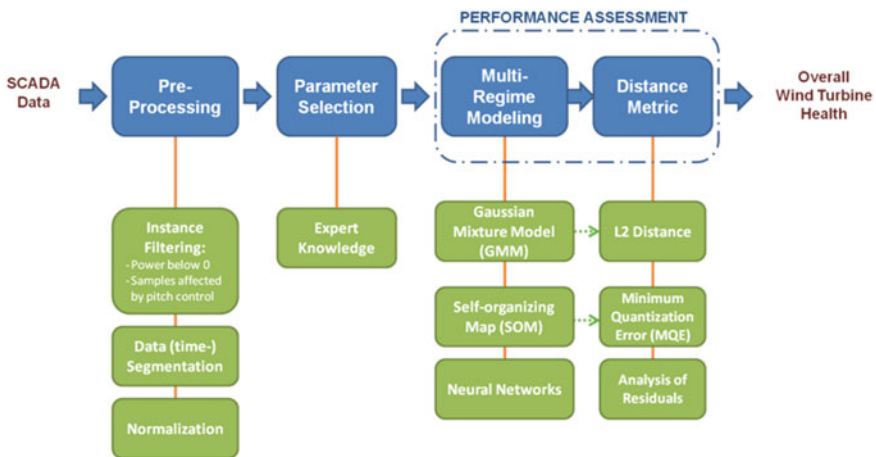 PERFORMANCE ASSESSMENT
SCADA
Data
Pre-
Processing
Parameter
Selection
Multi-
Regime
Modeling
Distance
Metric
Overall
Wind Turbine
Health
Instance
Filtering:
-Power below 0
-Samples affected
by pitch control
Data (time-)
Segmentation
Normalization
Expert
Knowledge
Gaussian
Mixture Model
(GMM)
Self-organizing
Map (SOM)
Neural Networks
L2 Distance
Minimum
Quantization
Error (MQE)
Analysis of
Residuals